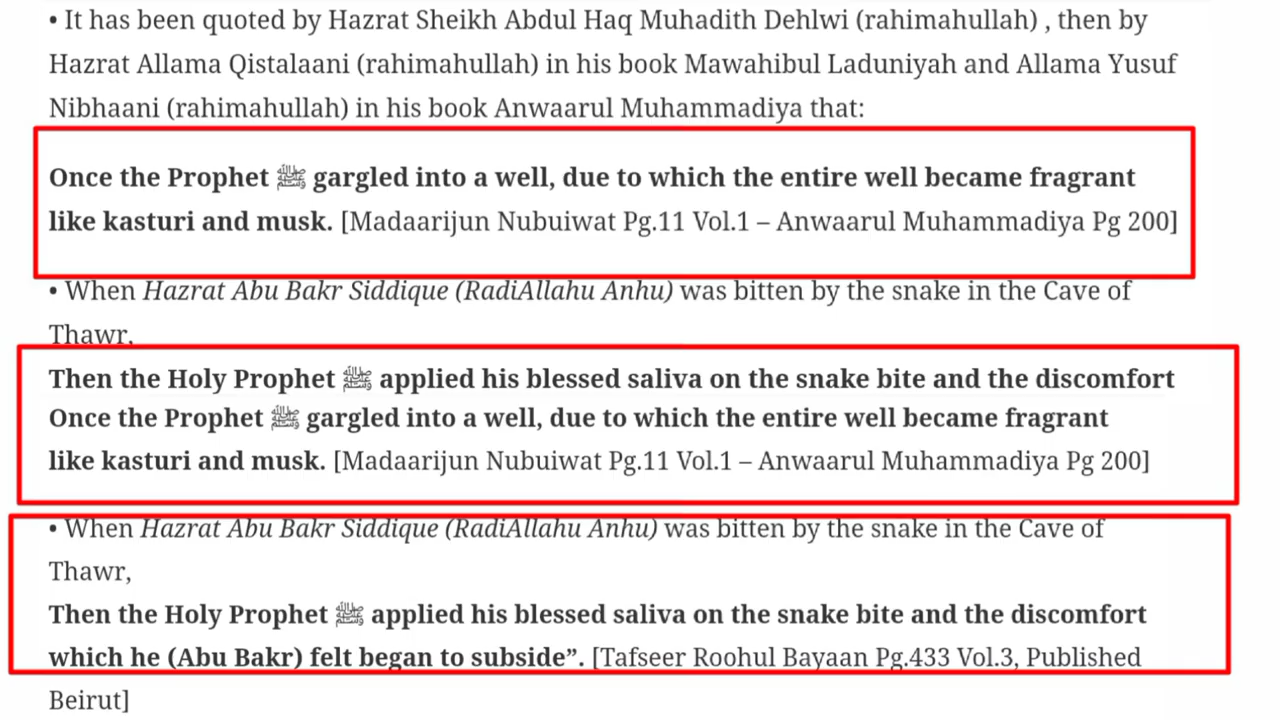 • It has been quoted by Hazrat Sheikh Abdul Haq Muhadith Dehlwi (rahimahullah) , then by
Hazrat Allama Qistalaani (rahimahullah) in his book Mawahibul Laduniyah and Allama Yusuf
Nibhaani (rahimahullah) in his book Anwaarul Muhammadiya that:
Once the Prophet ﷺ gargled into a well, due to which the entire well became fragrant
like kasturi and musk. [Madaarijun Nubuiwat Pg.11 Vol.1 – Anwaarul Muhammadiya Pg 200]
• When Hazrat Abu Bakr Siddique (RadiAllahu Anhu) was bitten by the snake in the Cave of
Thawr,
Then the Holy Prophet ﷺ applied his blessed saliva on the snake bite and the discomfort
Once the Prophet ﷺ gargled into a well, due to which the entire well became fragrant
like kasturi and musk. [Madaarijun Nubuiwat Pg.11 Vol.1 – Anwaarul Muhammadiya Pg 200]
• When Hazrat Abu Bakr Siddique (RadiAllahu Anhu) was bitten by the snake in the Cave of
Thawr,
Then the Holy Prophet ﷺ applied his blessed saliva on the snake bite and the discomfort
which he (Abu Bakr) felt began to subside”. [Tafseer Roohul Bayaan Pg.433 Vol.3, Published
Beirut]